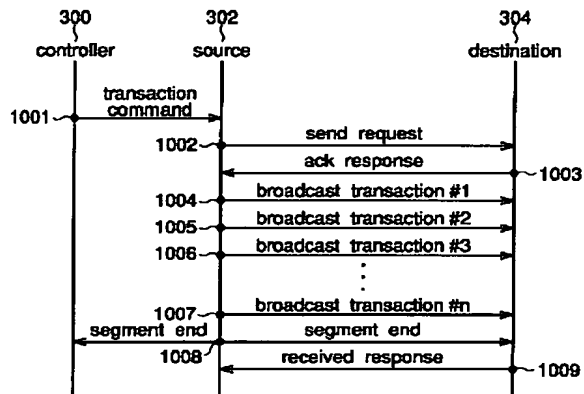 300 302 304
controller source destination
transaction
command
1001
send request
1002
ack response
1003
broadcast transaction #1
1004
broadcast transaction #2
1005
broadcast transaction #3
1006
broadcast transaction #n
1007
segment end segment end
1008
received response
1009